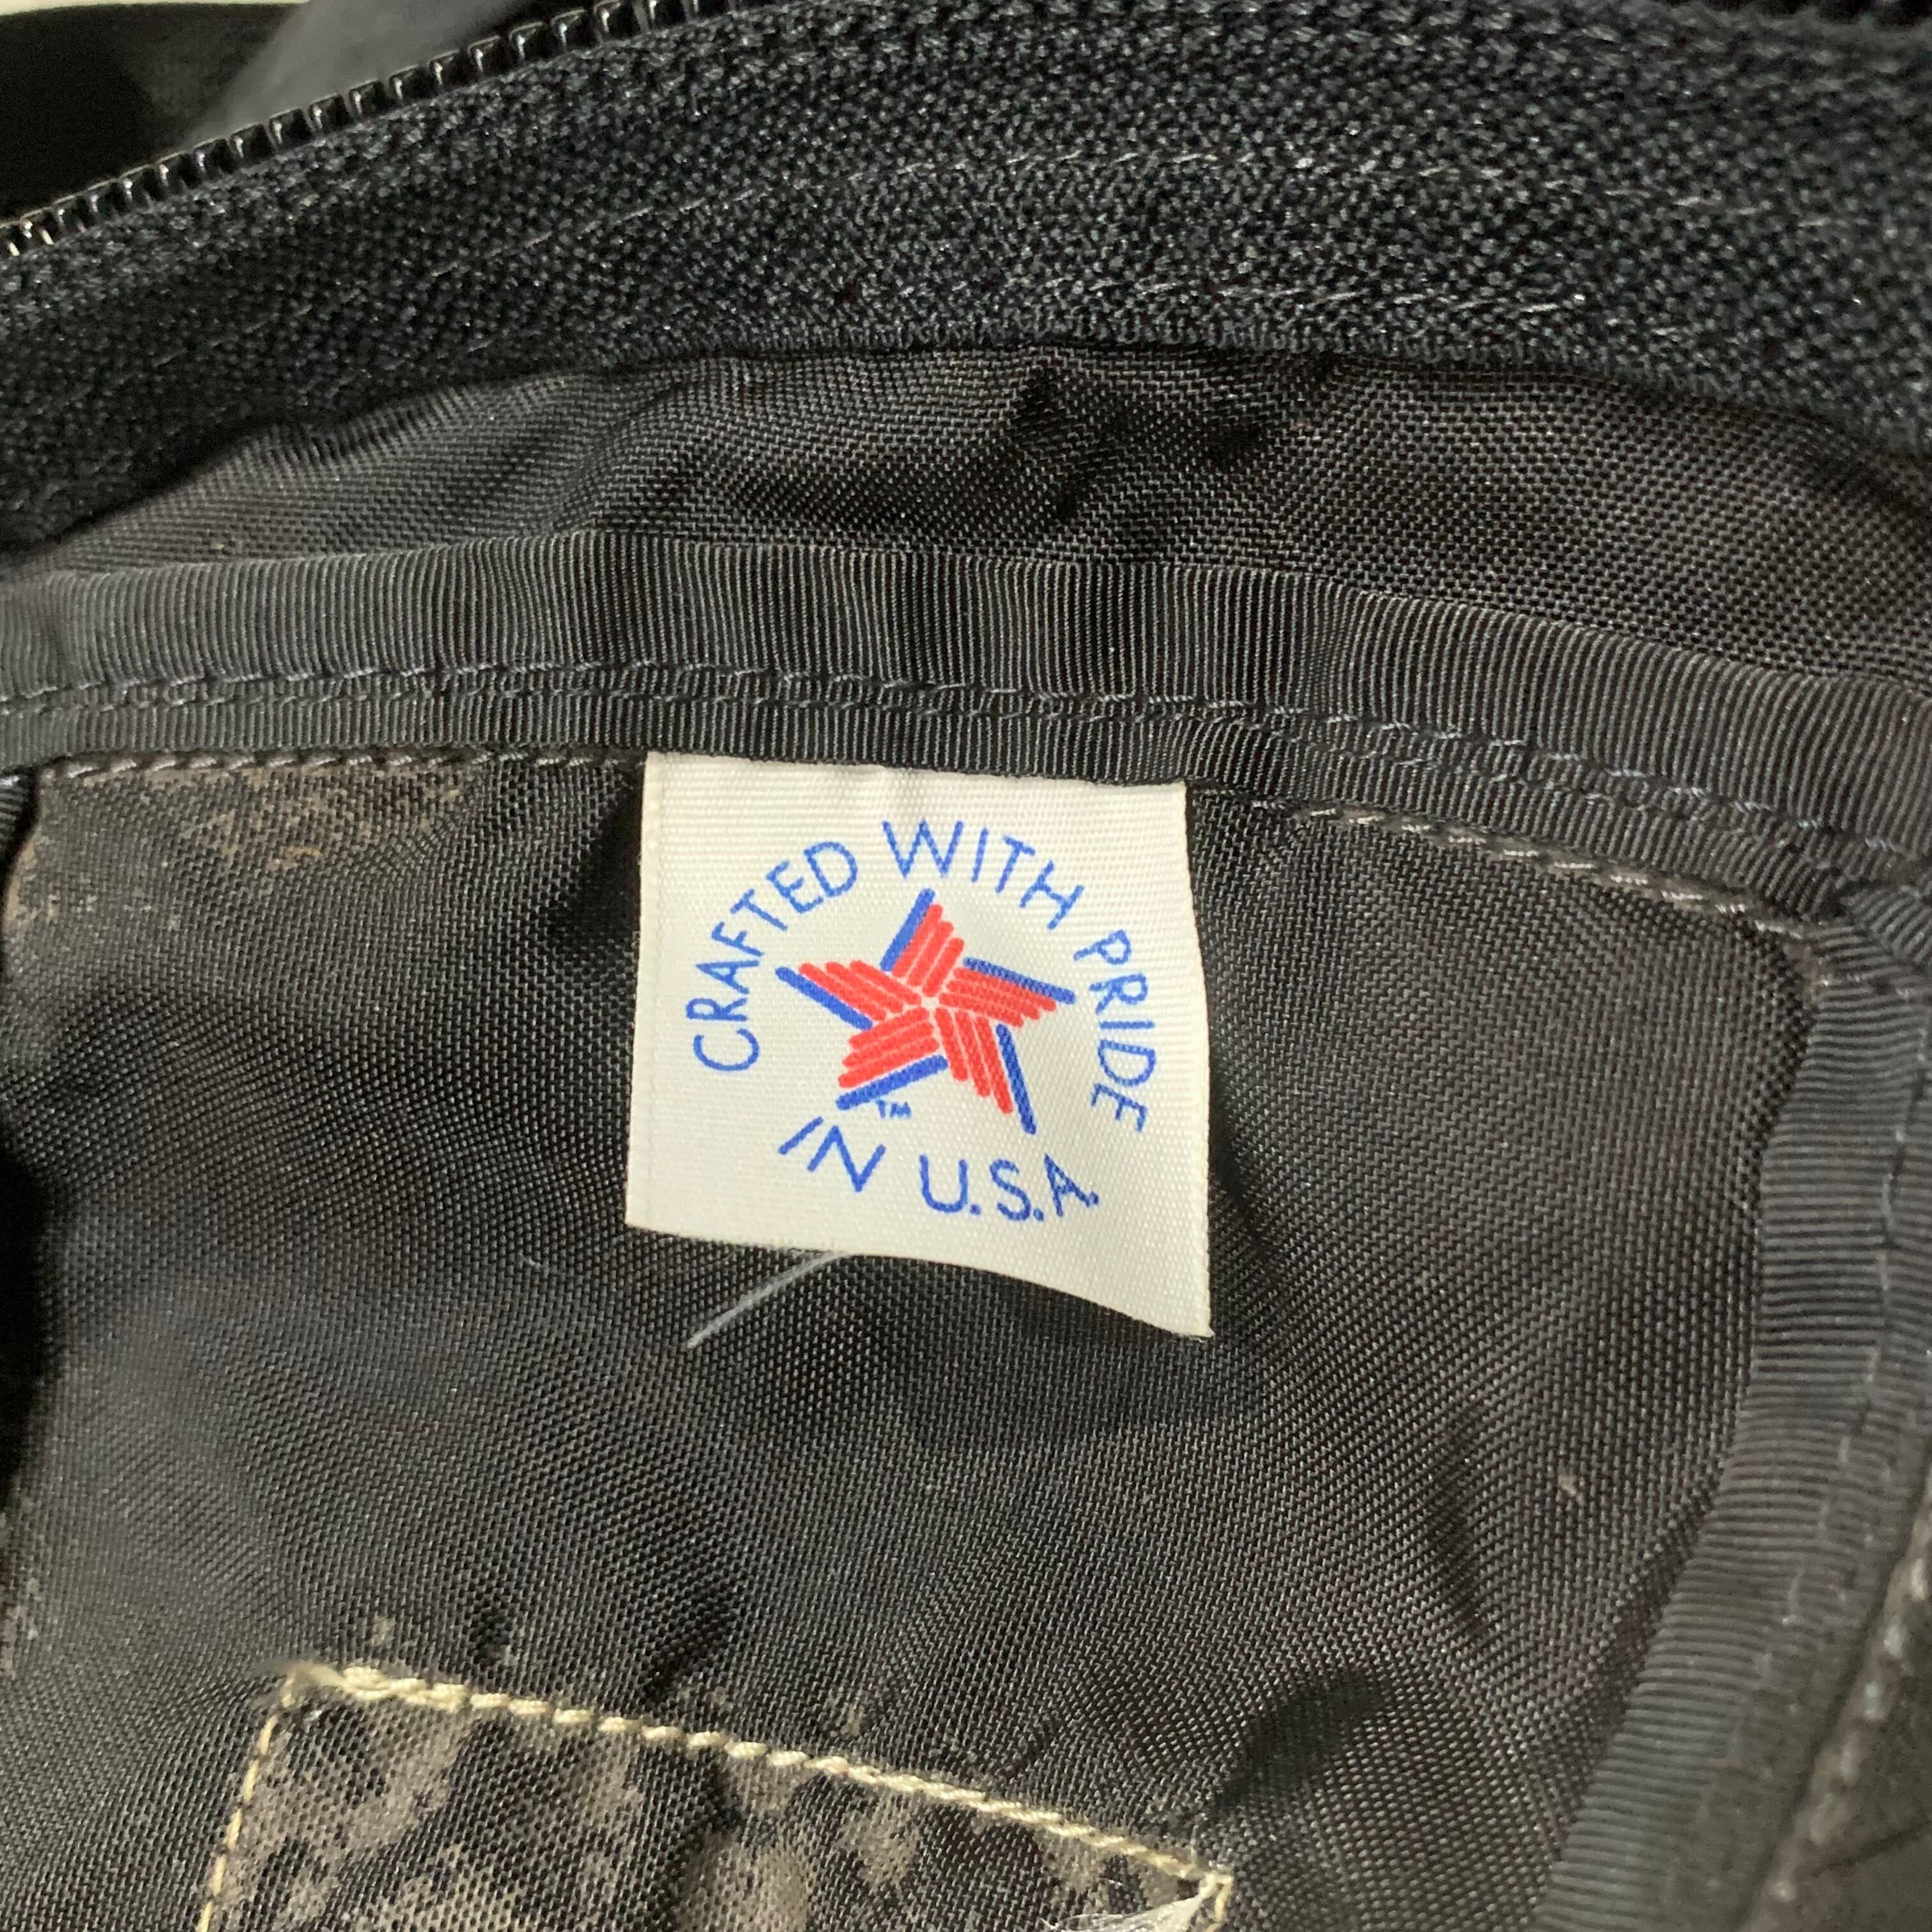 CRAFTED WITH PRIDE
TM
IN U.S.A.